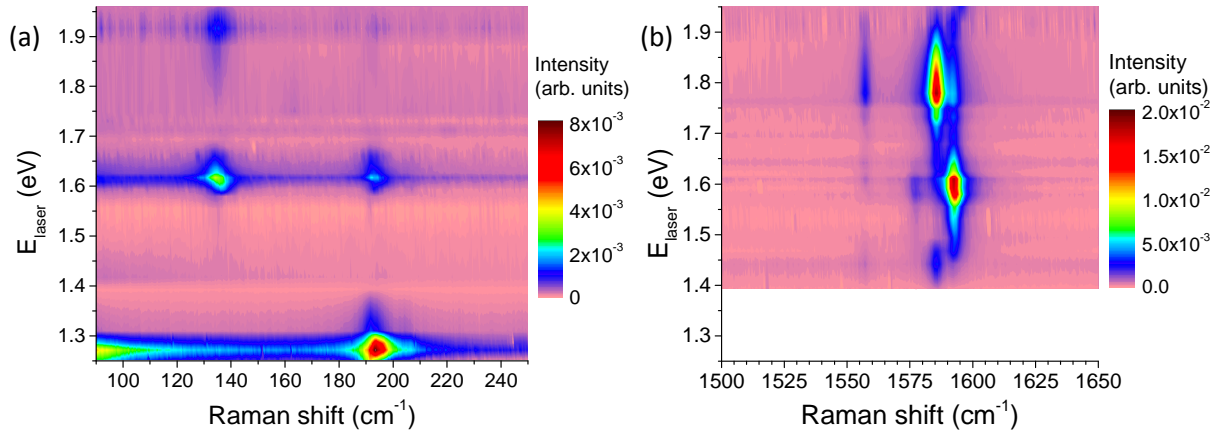 (a)
E_laser (eV)
1.9
1.8
1.7
1.6
1.5
1.4
1.3
100 120 140 160 180 200 220 240
Raman shift (cm⁻¹)
Intensity
(arb. units)
8x10⁻³
6x10⁻³
4x10⁻³
2x10⁻³
0
(b)
E_laser (eV)
1.9
1.8
1.7
1.6
1.5
1.4
1.3
1500 1525 1550 1575 1600 1625 1650
Raman shift (cm⁻¹)
Intensity
(arb. units)
2.0x10⁻²
1.5x10⁻²
1.0x10⁻²
5.0x10⁻³
0.0